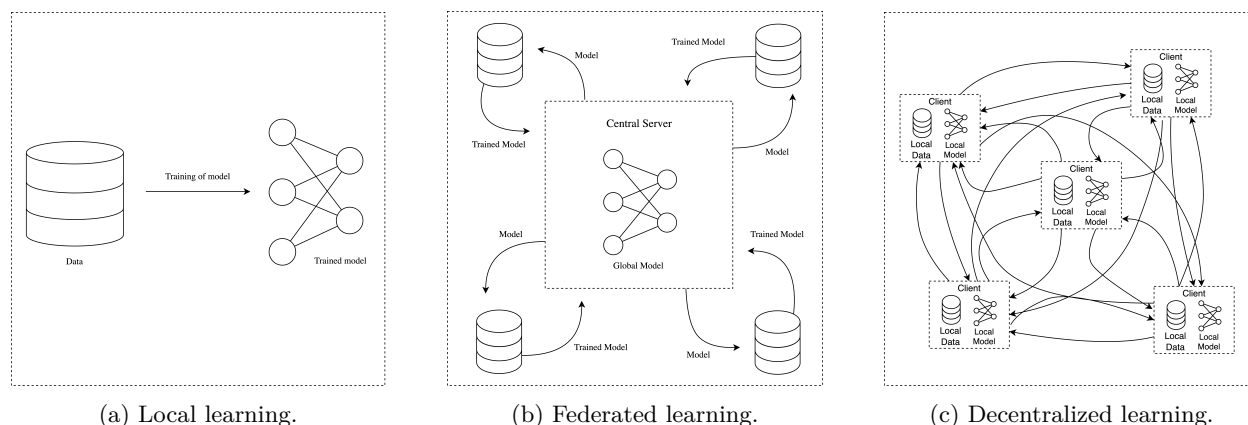 Training of model
Data
Trained model
(a) Local learning.
Model
Trained Model
Trained Model
Model
Central Server
Global Model
Model
Trained Model
Trained Model
Model
(b) Federated learning.
Client
Local
Data
Local
Model
Client
Local
Data
Local
Model
Client
Local
Data
Local
Model
Client
Local
Data
Local
Model
Client
Local
Data
Local
Model
(c) Decentralized learning.